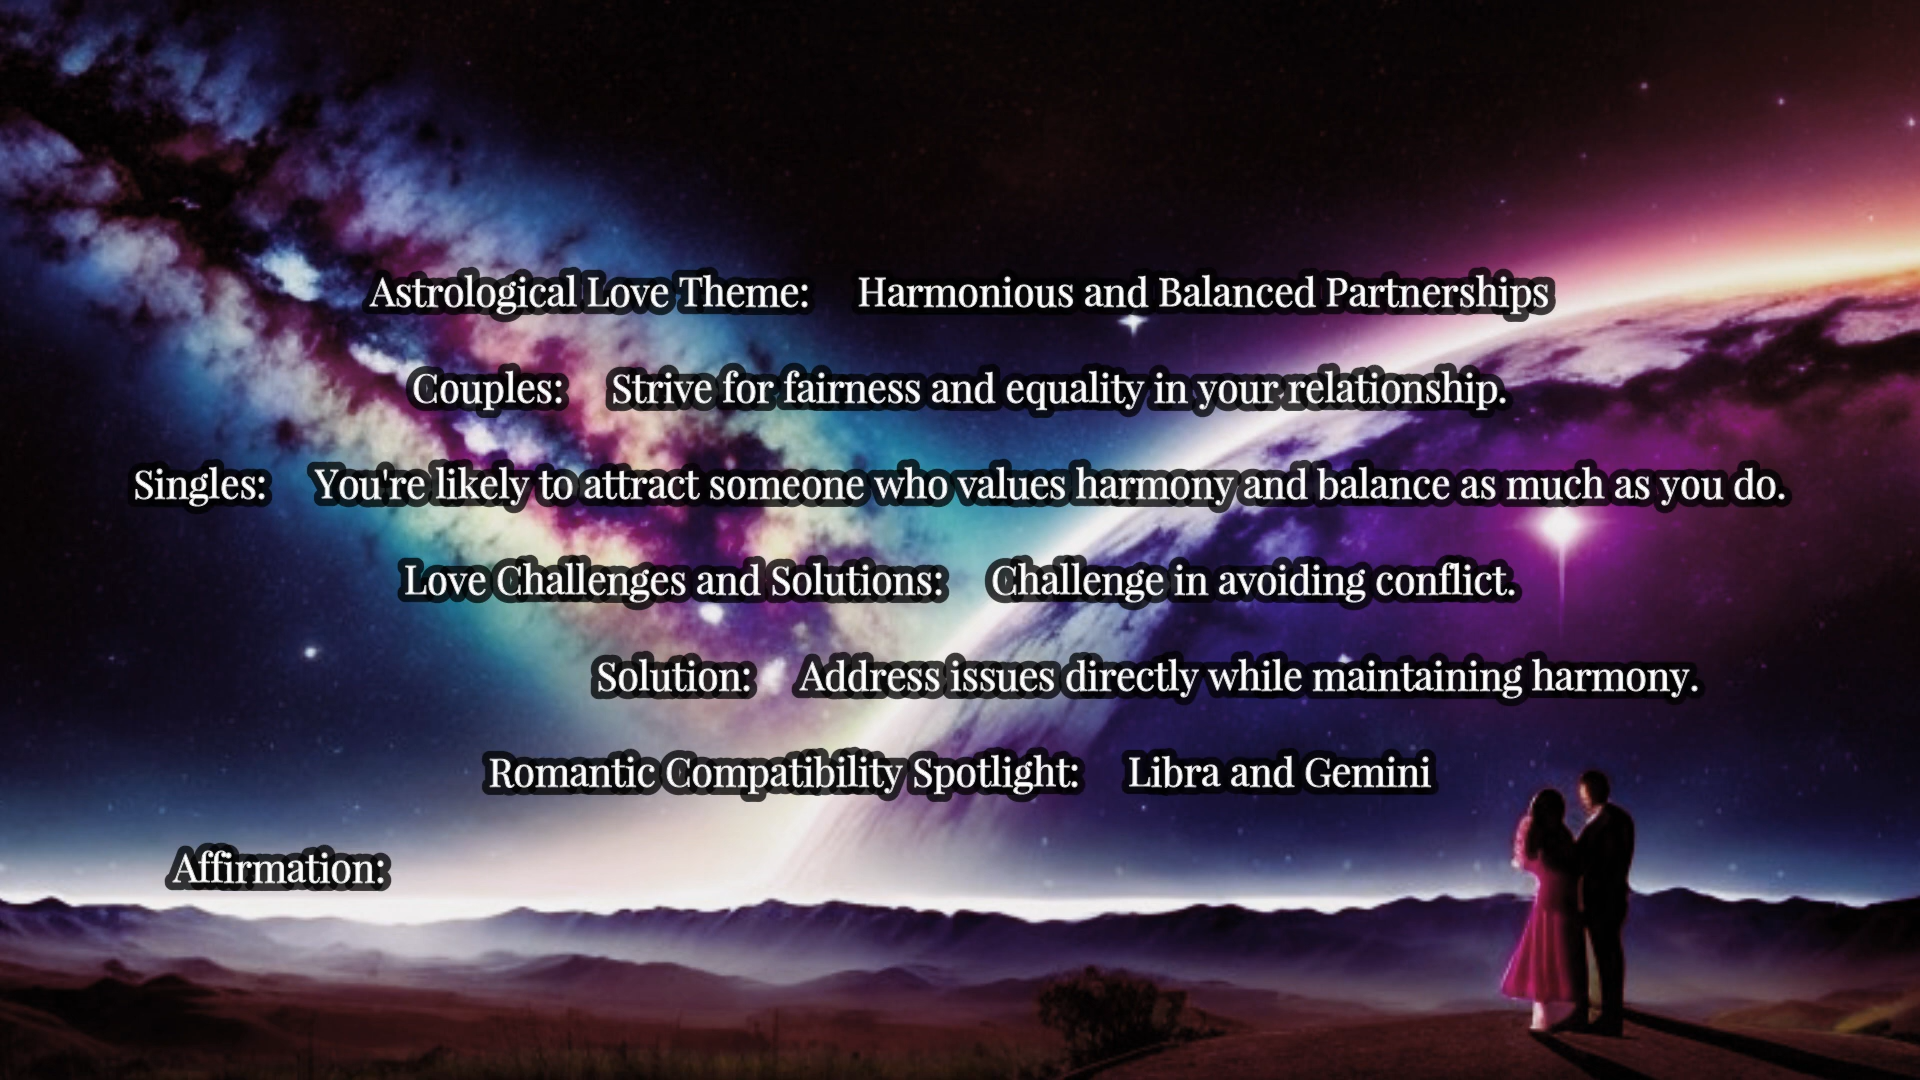 Astrological Love Theme: Harmonious and Balanced Partnerships
Couples: Strive for fairness and equality in your relationship.
Singles: You're likely to attract someone who values harmony and balance as much as you do.
Love Challenges and Solutions: Challenge in avoiding conflict.
Solution: Address issues directly while maintaining harmony.
Romantic Compatibility Spotlight: Libra and Gemini
Affirmation: